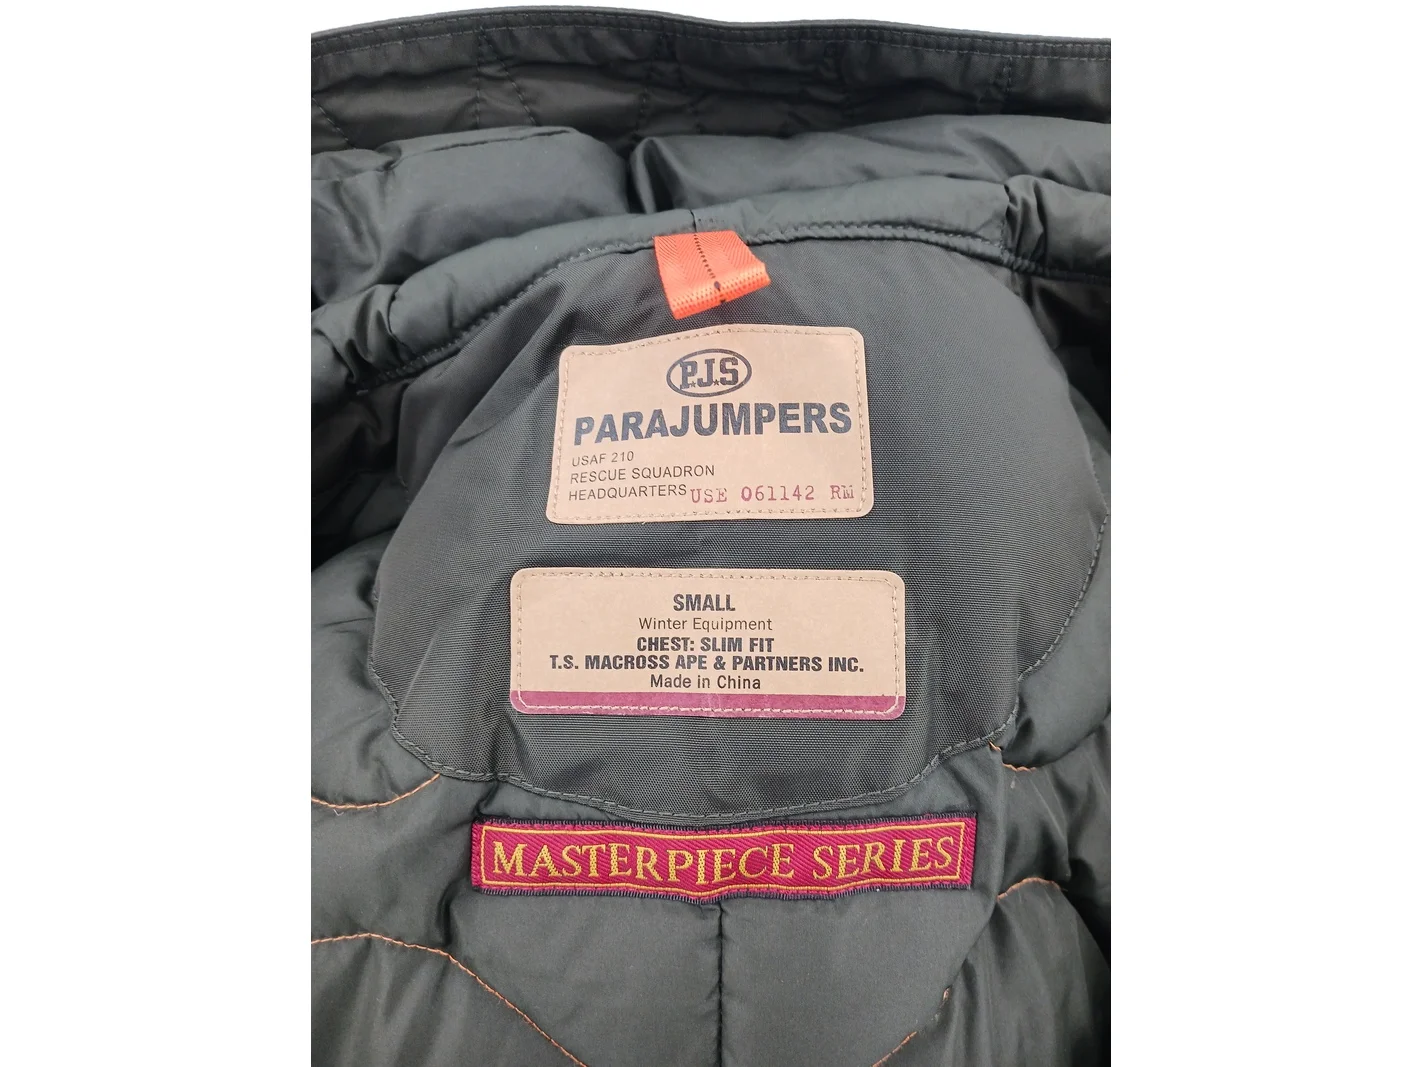 P.J.S
PARAJUMPERS
USAF 210
RESCUE SQUADRON
HEADQUARTERS USE 061142 RM
SMALL
Winter Equipment
CHEST: SLIM FIT
T.S. MACROSS APE & PARTNERS INC.
Made in China
MASTERPIECE SERIES